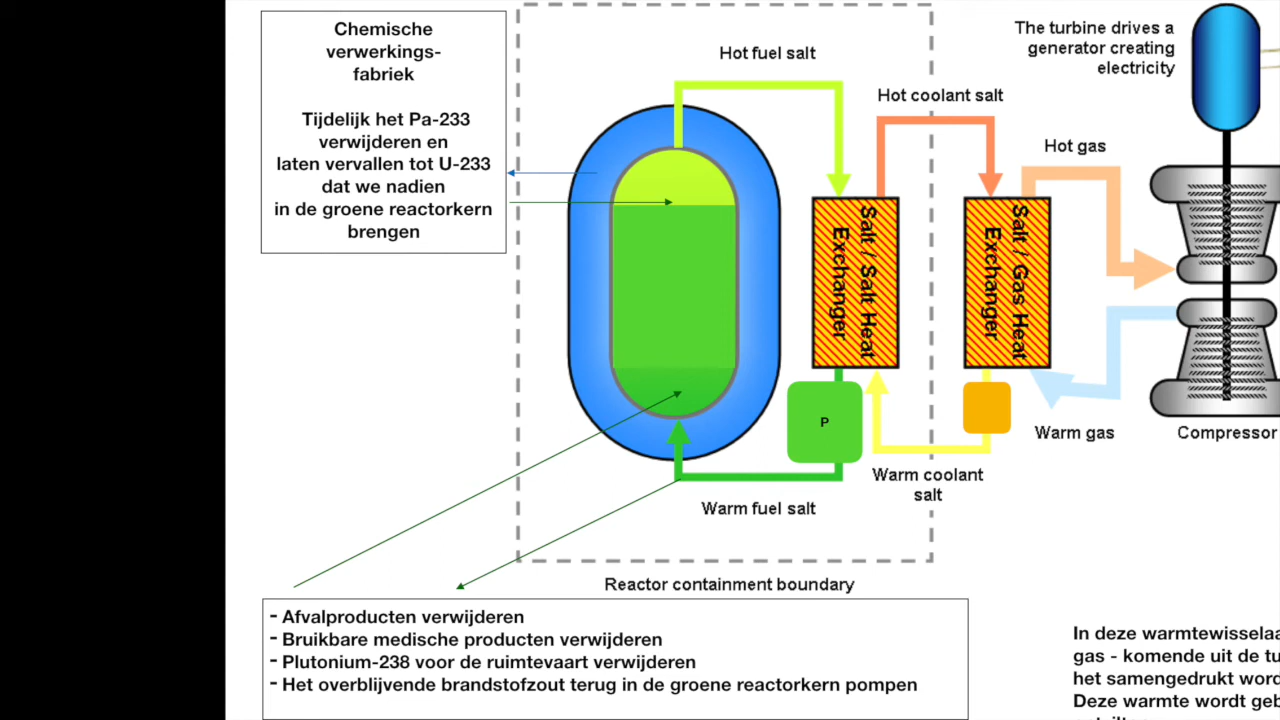 Chemische
verwerkings-
fabriek
Tijdelijk het Pa-233
verwijderen en
laten vervallen tot U-233
dat we nadien
in de groene reactorkern
brengen
Hot fuel salt
Hot coolant salt
The turbine drives a
generator creating
electricity
Hot gas
Salt / Salt Heat
Exchanger
Salt / Gas Heat
Exchanger
P
Warm gas
Compressor
Warm coolant
salt
Warm fuel salt
Reactor containment boundary
- Afvalproducten verwijderen
- Bruikbare medische producten verwijderen
- Plutonium-238 voor de ruimtevaart verwijderen
- Het overblijvende brandstofzout terug in de groene reactorkern pompen
In deze
gas - komende uit de
het samengedrukt
Deze warmte wordt